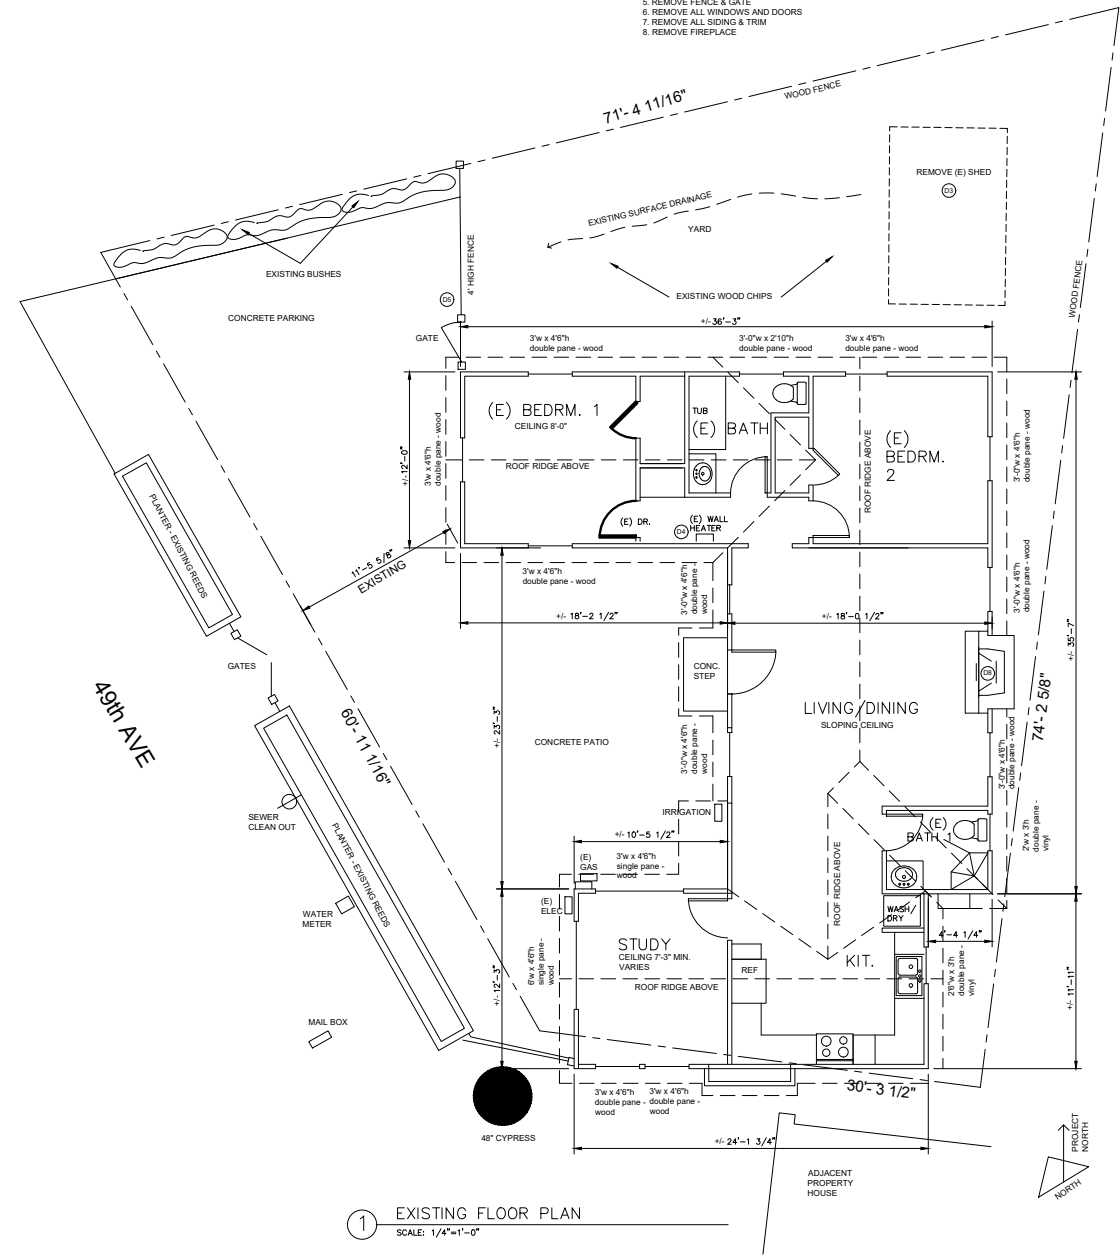 5. REMOVE FENCE & GATE
6. REMOVE ALL WINDOWS AND DOORS
7. REMOVE ALL SIDING & TRIM
8. REMOVE FIREPLACE
71'- 4 11/16"
WOOD FENCE
REMOVE (E) SHED
D3
EXISTING SURFACE DRAINAGE
YARD
EXISTING BUSHES
4' HIGH FENCE
WOOD FENCE
EXISTING WOOD CHIPS
D5
CONCRETE PARKING
GATE
+/-36'-3"
3'w x 4'6"h
double pane - wood
3'-0"w x 2'10"h
double pane - wood
3'w x 4'6"h
double pane - wood
(E) BEDRM. 1
CEILING 8'-0"
ROOF RIDGE ABOVE
TUB
(E) BATH
ROOF RIDGE ABOVE
(E)
BEDRM.
2
+/-12'-0"
3'w x 4'6"h
double pane - wood
3'-0"w x 4'6"h
double pane - wood
PLANTER - EXISTING REEDS
(E) DR.
D4
(E) WALL
HEATER
11'-5 5/8"
EXISTING
3'w x 4'6"h
double pane - wood
3'-0"w x 4'6"h
double pane -
wood
3'-0"w x 4'6"h
double pane - wood
+/- 18'-2 1/2"
+/-18'-0 1/2"
+/- 35'-7"
GATES
CONC.
STEP
D8
49th AVE
60'- 11 1/16"
+/- 23'-3"
CONCRETE PATIO
LIVING/DINING
SLOPING CEILING
74'- 2 5/8"
3'-0"w x 4'6"h
double pane -
wood
3'-0"w x 4'6"h
double pane - wood
SEWER
CLEAN OUT
IRRIGATION
PLANTER - EXISTING REEDS
+/-10'-5 1/2"
(E)
BATH 1
2'w x 3'h
double pane -
vinyl
(E)
GAS
3'w x 4'6"h
single pane -
wood
ROOF RIDGE ABOVE
(E)
ELEC
WATER
METER
WASH/
DRY
STUDY
CEILING 7'-3" MIN.
VARIES
ROOF RIDGE ABOVE
REF
KIT.
4'-4 1/4"
6'w x 4'6"h
single pane -
wood
+/- 12'-3"
2'6"w x 3'h
double pane -
vinyl
+/-11'-11"
MAIL BOX
3'w x 4'6"h
double pane -
wood
3'w x 4'6"h
double pane -
wood
30'- 3 1/2"
48" CYPRESS
+/-24'-1 3/4"
ADJACENT
PROPERTY
HOUSE
PROJECT
NORTH
NORTH
1
EXISTING FLOOR PLAN
SCALE: 1/4"=1'-0"